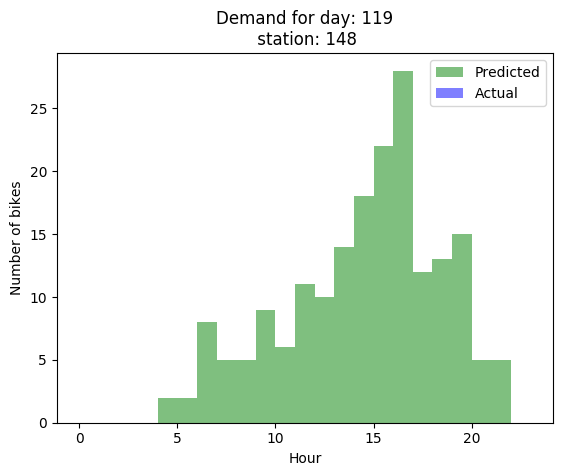 Demand for day: 119
station: 148
Predicted
Actual
Number of bikes
25
20
15
10
5
0
0
5
10
15
20
Hour